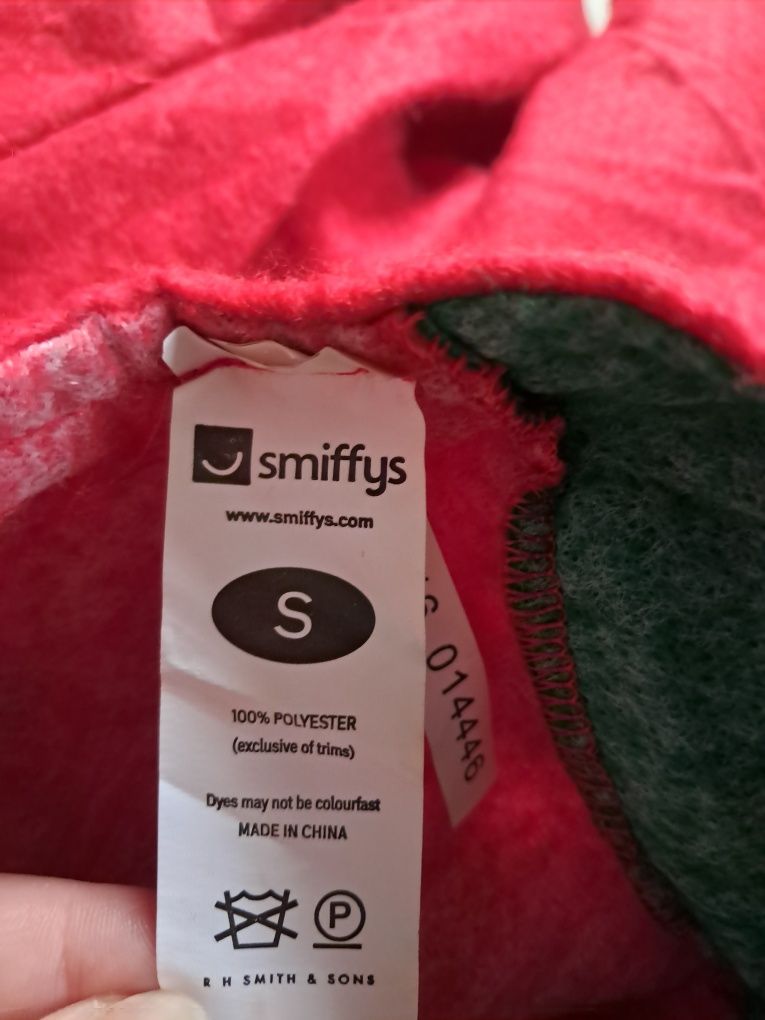 smiffys
www.smiffys.com
S
100% POLYESTER
(exclusive of trims)
Dyes may not be colourfast
MADE IN CHINA
P
R H SMITH & SONS
014446